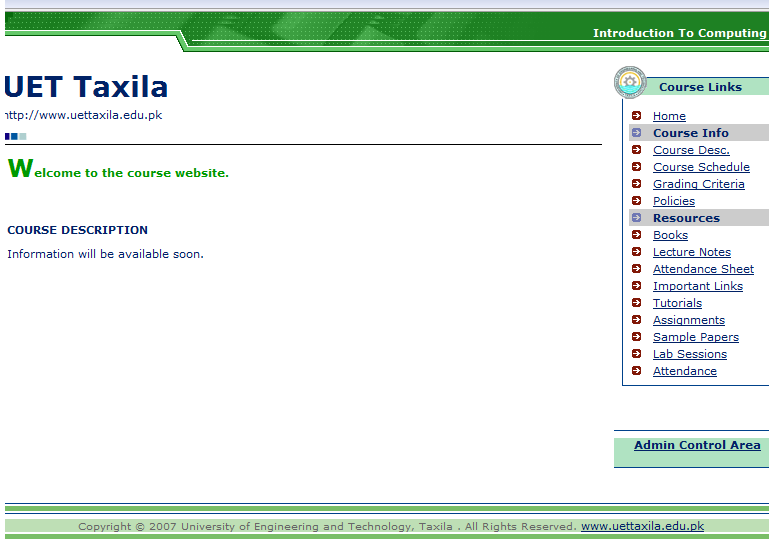 Introduction To Computing
UET Taxila
http://www.uettaxila.edu.pk
Welcome to the course website.
COURSE DESCRIPTION
Information will be available soon.
Course Links
Home
Course Info
Course Desc.
Course Schedule
Grading Criteria
Policies
Resources
Books
Lecture Notes
Attendance Sheet
Important Links
Tutorials
Assignments
Sample Papers
Lab Sessions
Attendance
Admin Control Area
Copyright © 2007 University of Engineering and Technology, Taxila . All Rights Reserved. www.uettaxila.edu.pk